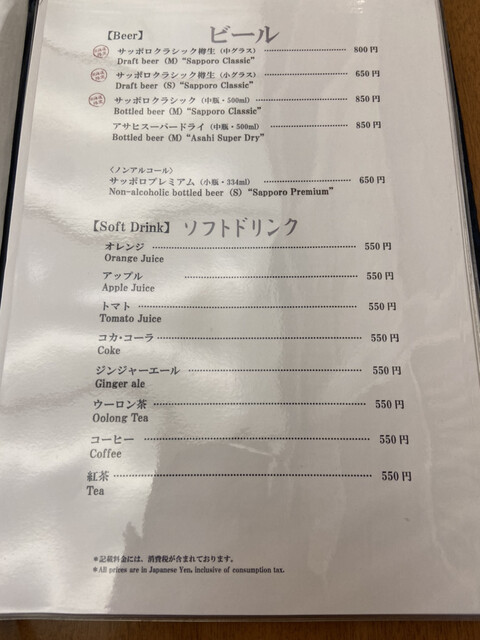 【Beer】 ビール
サッポロクラシック樽生（中グラス） 800円
Draft beer (M) "Sapporo Classic"
サッポロクラシック樽生（小グラス） 650円
Draft beer (S) "Sapporo Classic"
サッポロクラシック（中瓶・500ml） 850円
Bottled beer (M) "Sapporo Classic"
アサヒスーパードライ（中瓶・500ml） 850円
Bottled beer (M) "Asahi Super Dry"
〈ノンアルコール〉
サッポロプレミアム（小瓶・334ml） 650円
Non-alcoholic bottled beer (S) "Sapporo Premium"
【Soft Drink】 ソフトドリンク
オレンジ 550円
Orange Juice
アップル 550円
Apple Juice
トマト 550円
Tomato Juice
コカ・コーラ 550円
Coke
ジンジャーエール 550円
Ginger ale
ウーロン茶 550円
Oolong Tea
コーヒー 550円
Coffee
紅茶 550円
Tea
＊記載料金には、消費税が含まれております。
＊All prices are in Japanese Yen, inclusive of consumption tax.